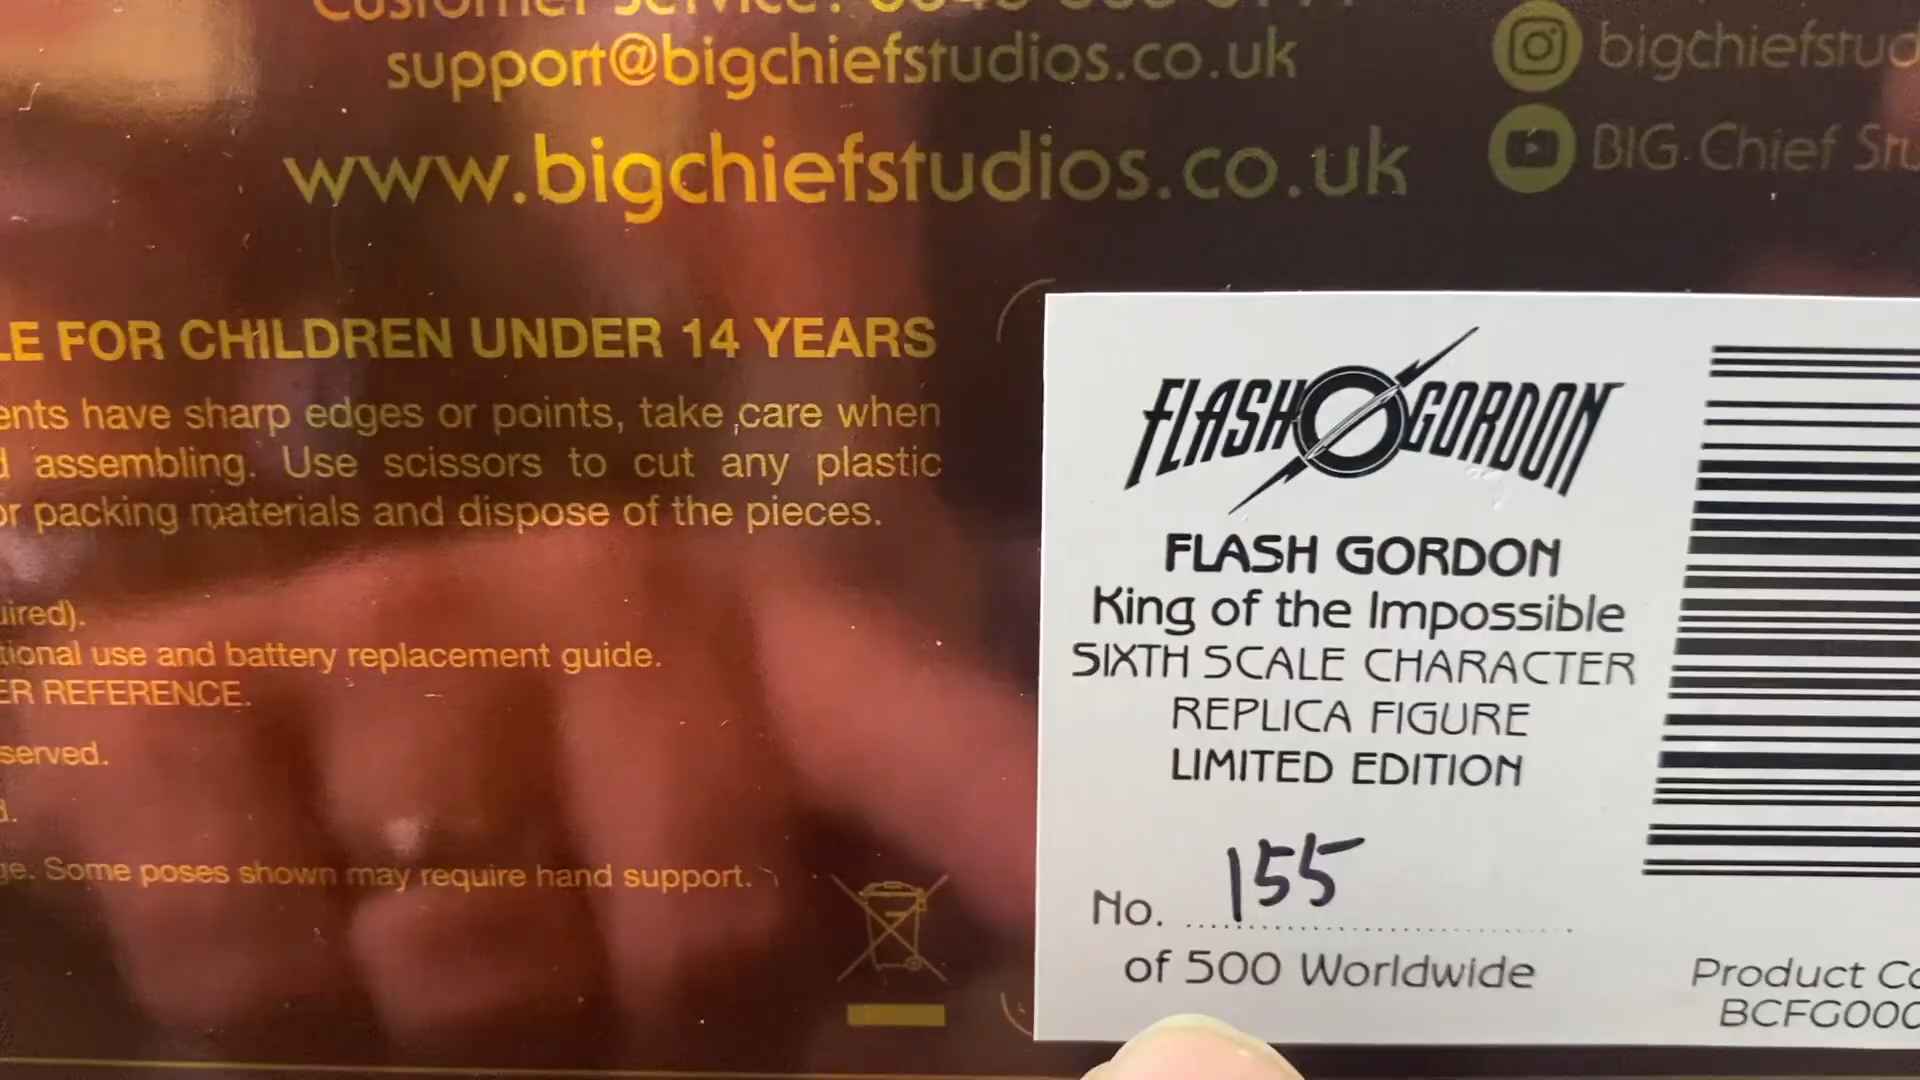 Customer Service:
support@bigchiefstudios.co.uk
www.bigchiefstudios.co.uk
bigchiefstud
BIG Chief Stu
LE FOR CHILDREN UNDER 14 YEARS
ents have sharp edges or points, take care when
d assembling. Use scissors to cut any plastic
or packing materials and dispose of the pieces.
uired).
tional use and battery replacement guide.
ER REFERENCE.
served.
d.
ge. Some poses shown may require hand support.
FLASH GORDON
FLASH GORDON
King of the Impossible
SIXTH SCALE CHARACTER
REPLICA FIGURE
LIMITED EDITION
No. 155
of 500 Worldwide
Product Co
BCFG000